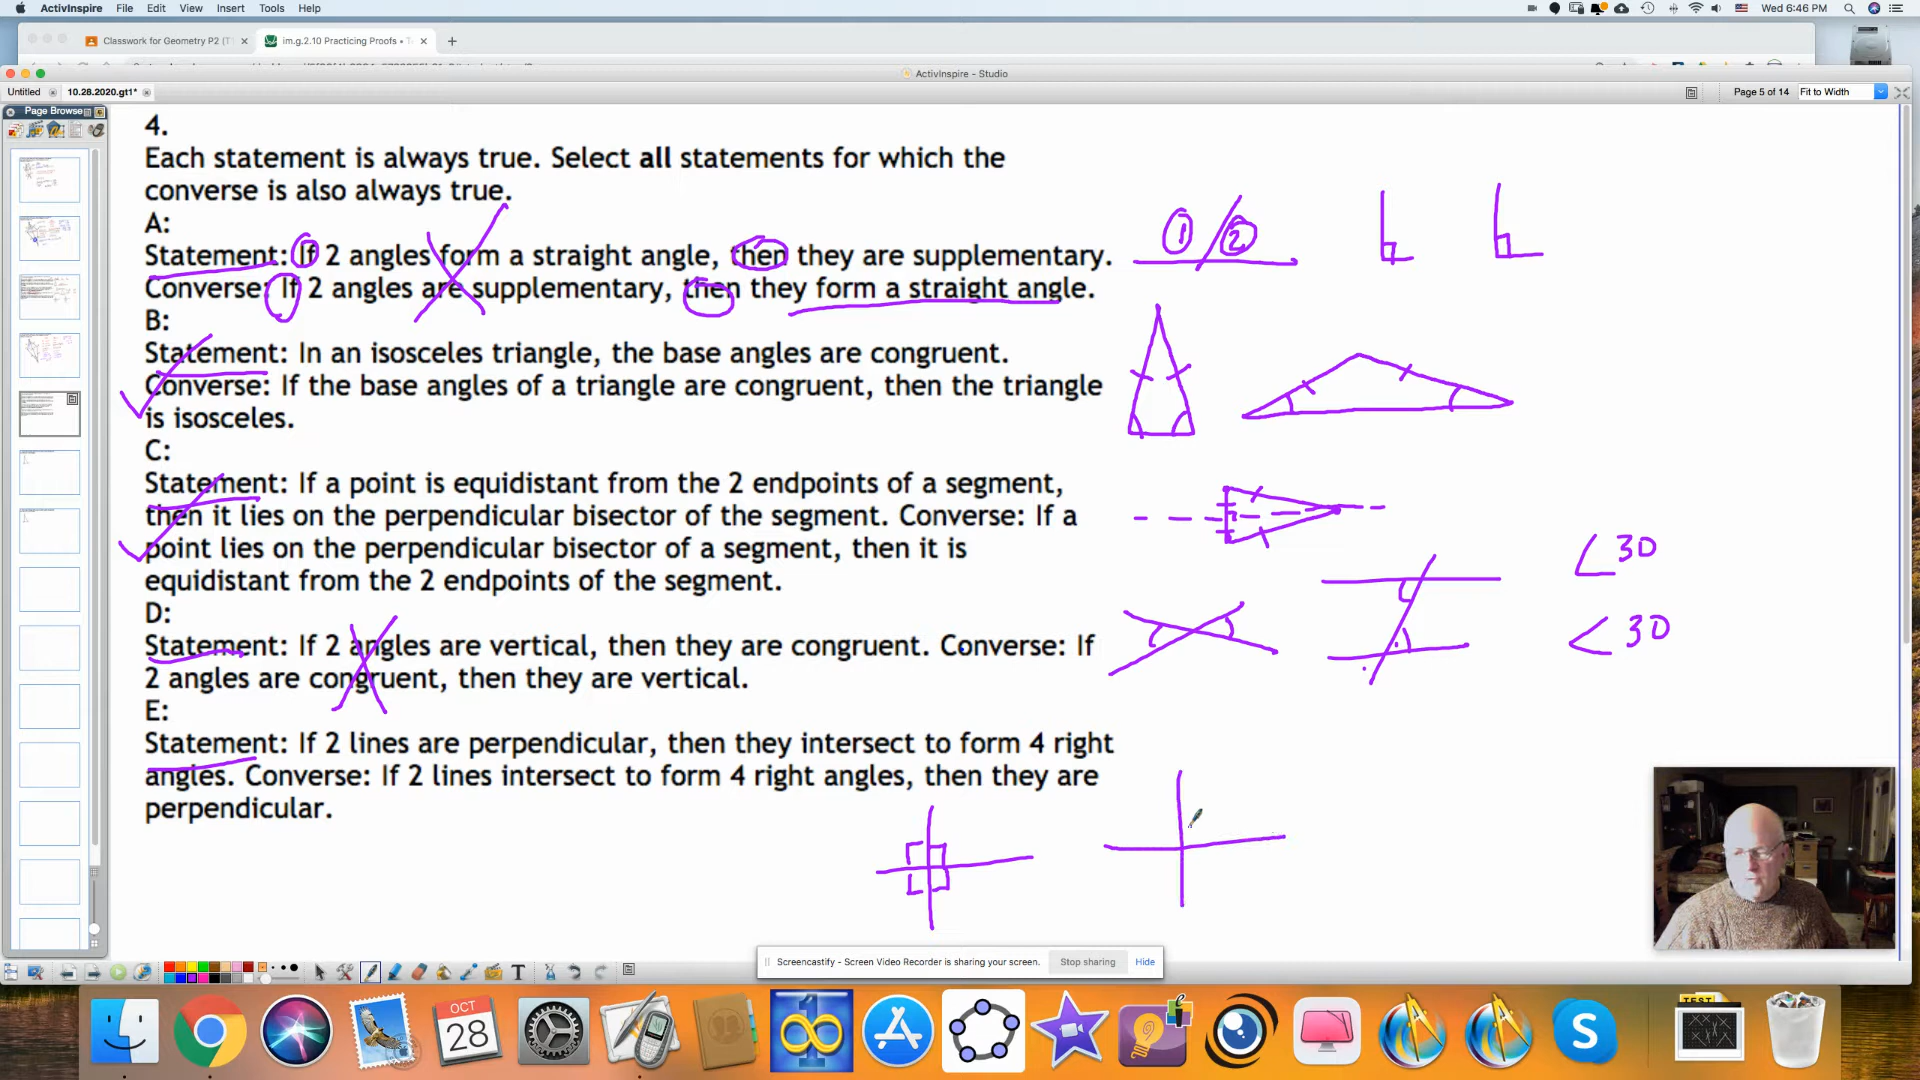 ActivInspire File Edit View Insert Tools Help
Wed 6:46 PM
Classwork for Geometry P2 (T
im.g.2.10 Practicing Proofs • T
ActivInspire - Studio
Untitled
10.28.2020.gt1*
Page 5 of 14
Fit to Width
Page Browse
4.
Each statement is always true. Select all statements for which the
converse is also always true.
A:
Statement: If 2 angles form a straight angle, then they are supplementary.
Converse: If 2 angles are supplementary, then they form a straight angle.
1 2
B:
Statement: In an isosceles triangle, the base angles are congruent.
Converse: If the base angles of a triangle are congruent, then the triangle
is isosceles.
C:
Statement: If a point is equidistant from the 2 endpoints of a segment,
then it lies on the perpendicular bisector of the segment. Converse: If a
point lies on the perpendicular bisector of a segment, then it is
equidistant from the 2 endpoints of the segment.
30
30
D:
Statement: If 2 angles are vertical, then they are congruent. Converse: If
2 angles are congruent, then they are vertical.
E:
Statement: If 2 lines are perpendicular, then they intersect to form 4 right
angles. Converse: If 2 lines intersect to form 4 right angles, then they are
perpendicular.
Screencastify - Screen Video Recorder is sharing your screen.
Stop sharing
Hide
OCT
28
1
TEST